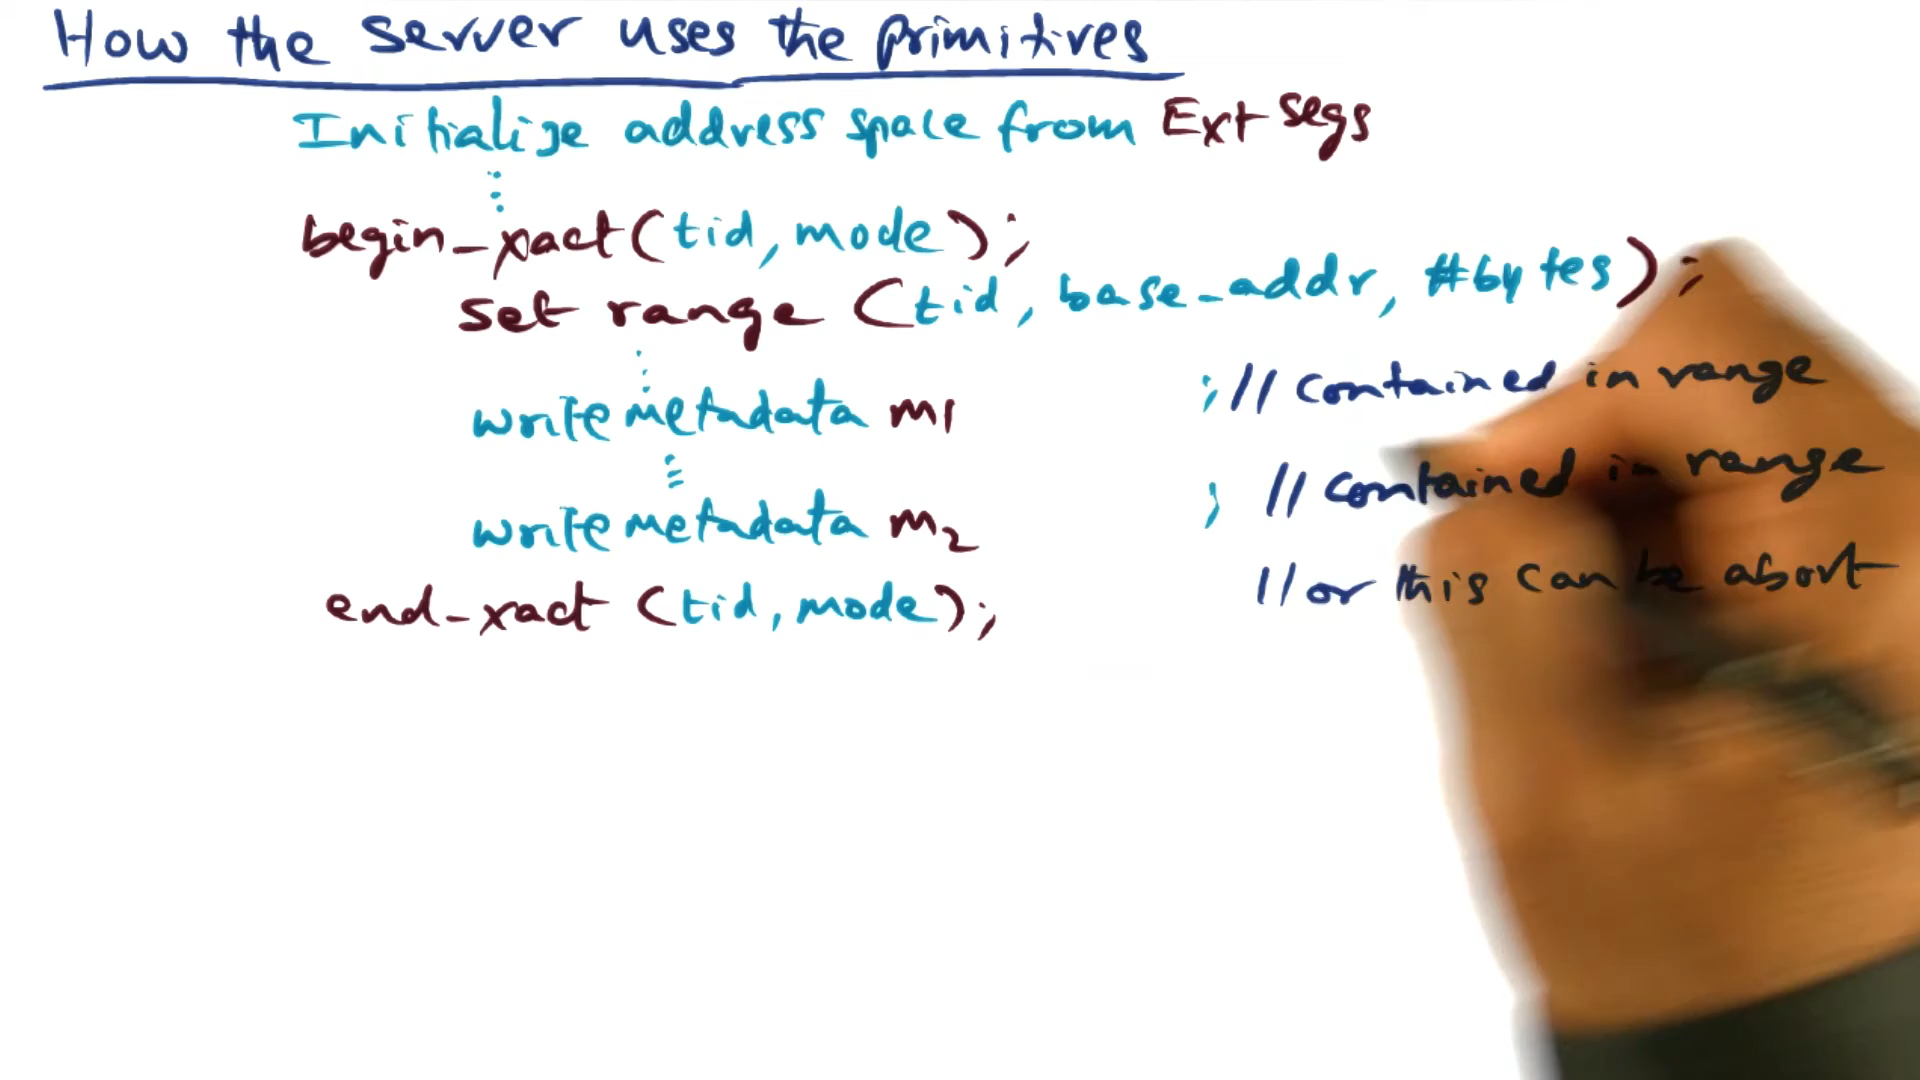 How the server uses the primitives
Initialize address space from Ext segs
begin_xact(tid, mode);
set range (tid, base_addr, #bytes);
write metadata m1 ; // contained in range
write metadata m2 ; // contained in range
end_xact (tid, mode); // or this can be abort